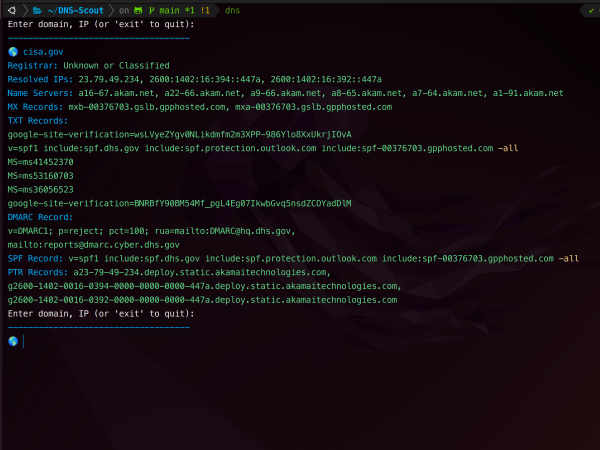 ~/DNS-Scout on main *1 !1 dns
Enter domain, IP (or 'exit' to quit):
-----------------------------------
cisa.gov
Registrar: Unknown or Classified
Resolved IPs: 23.79.49.234, 2600:1402:16:394::447a, 2600:1402:16:392::447a
Name Servers: a16-67.akam.net, a22-66.akam.net, a9-66.akam.net, a8-65.akam.net, a7-64.akam.net, a1-91.akam.net
MX Records: mxb-00376703.gslb.gpphosted.com, mxa-00376703.gslb.gpphosted.com
TXT Records:
google-site-verification=wsLVyeZYgv0NLikdmfm2m3XPP-986Ylo8XxUkrjIOvA
v=spf1 include:spf.dhs.gov include:spf.protection.outlook.com include:spf-00376703.gpphosted.com -all
MS=ms41452370
MS=ms53160703
MS=ms36056523
google-site-verification=BNRBfY90BM54Mf_pgL4Eg07IkwbGvq5nsdZCOYadDlM
DMARC Record:
v=DMARC1; p=reject; pct=100; rua=mailto:DMARC@hq.dhs.gov,
mailto:reports@dmarc.cyber.dhs.gov
SPF Record: v=spf1 include:spf.dhs.gov include:spf.protection.outlook.com include:spf-00376703.gpphosted.com -all
PTR Records: a23-79-49-234.deploy.static.akamaitechnologies.com,
g2600-1402-0016-0394-0000-0000-0000-447a.deploy.static.akamaitechnologies.com,
g2600-1402-0016-0392-0000-0000-0000-447a.deploy.static.akamaitechnologies.com
Enter domain, IP (or 'exit' to quit):
-----------------------------------